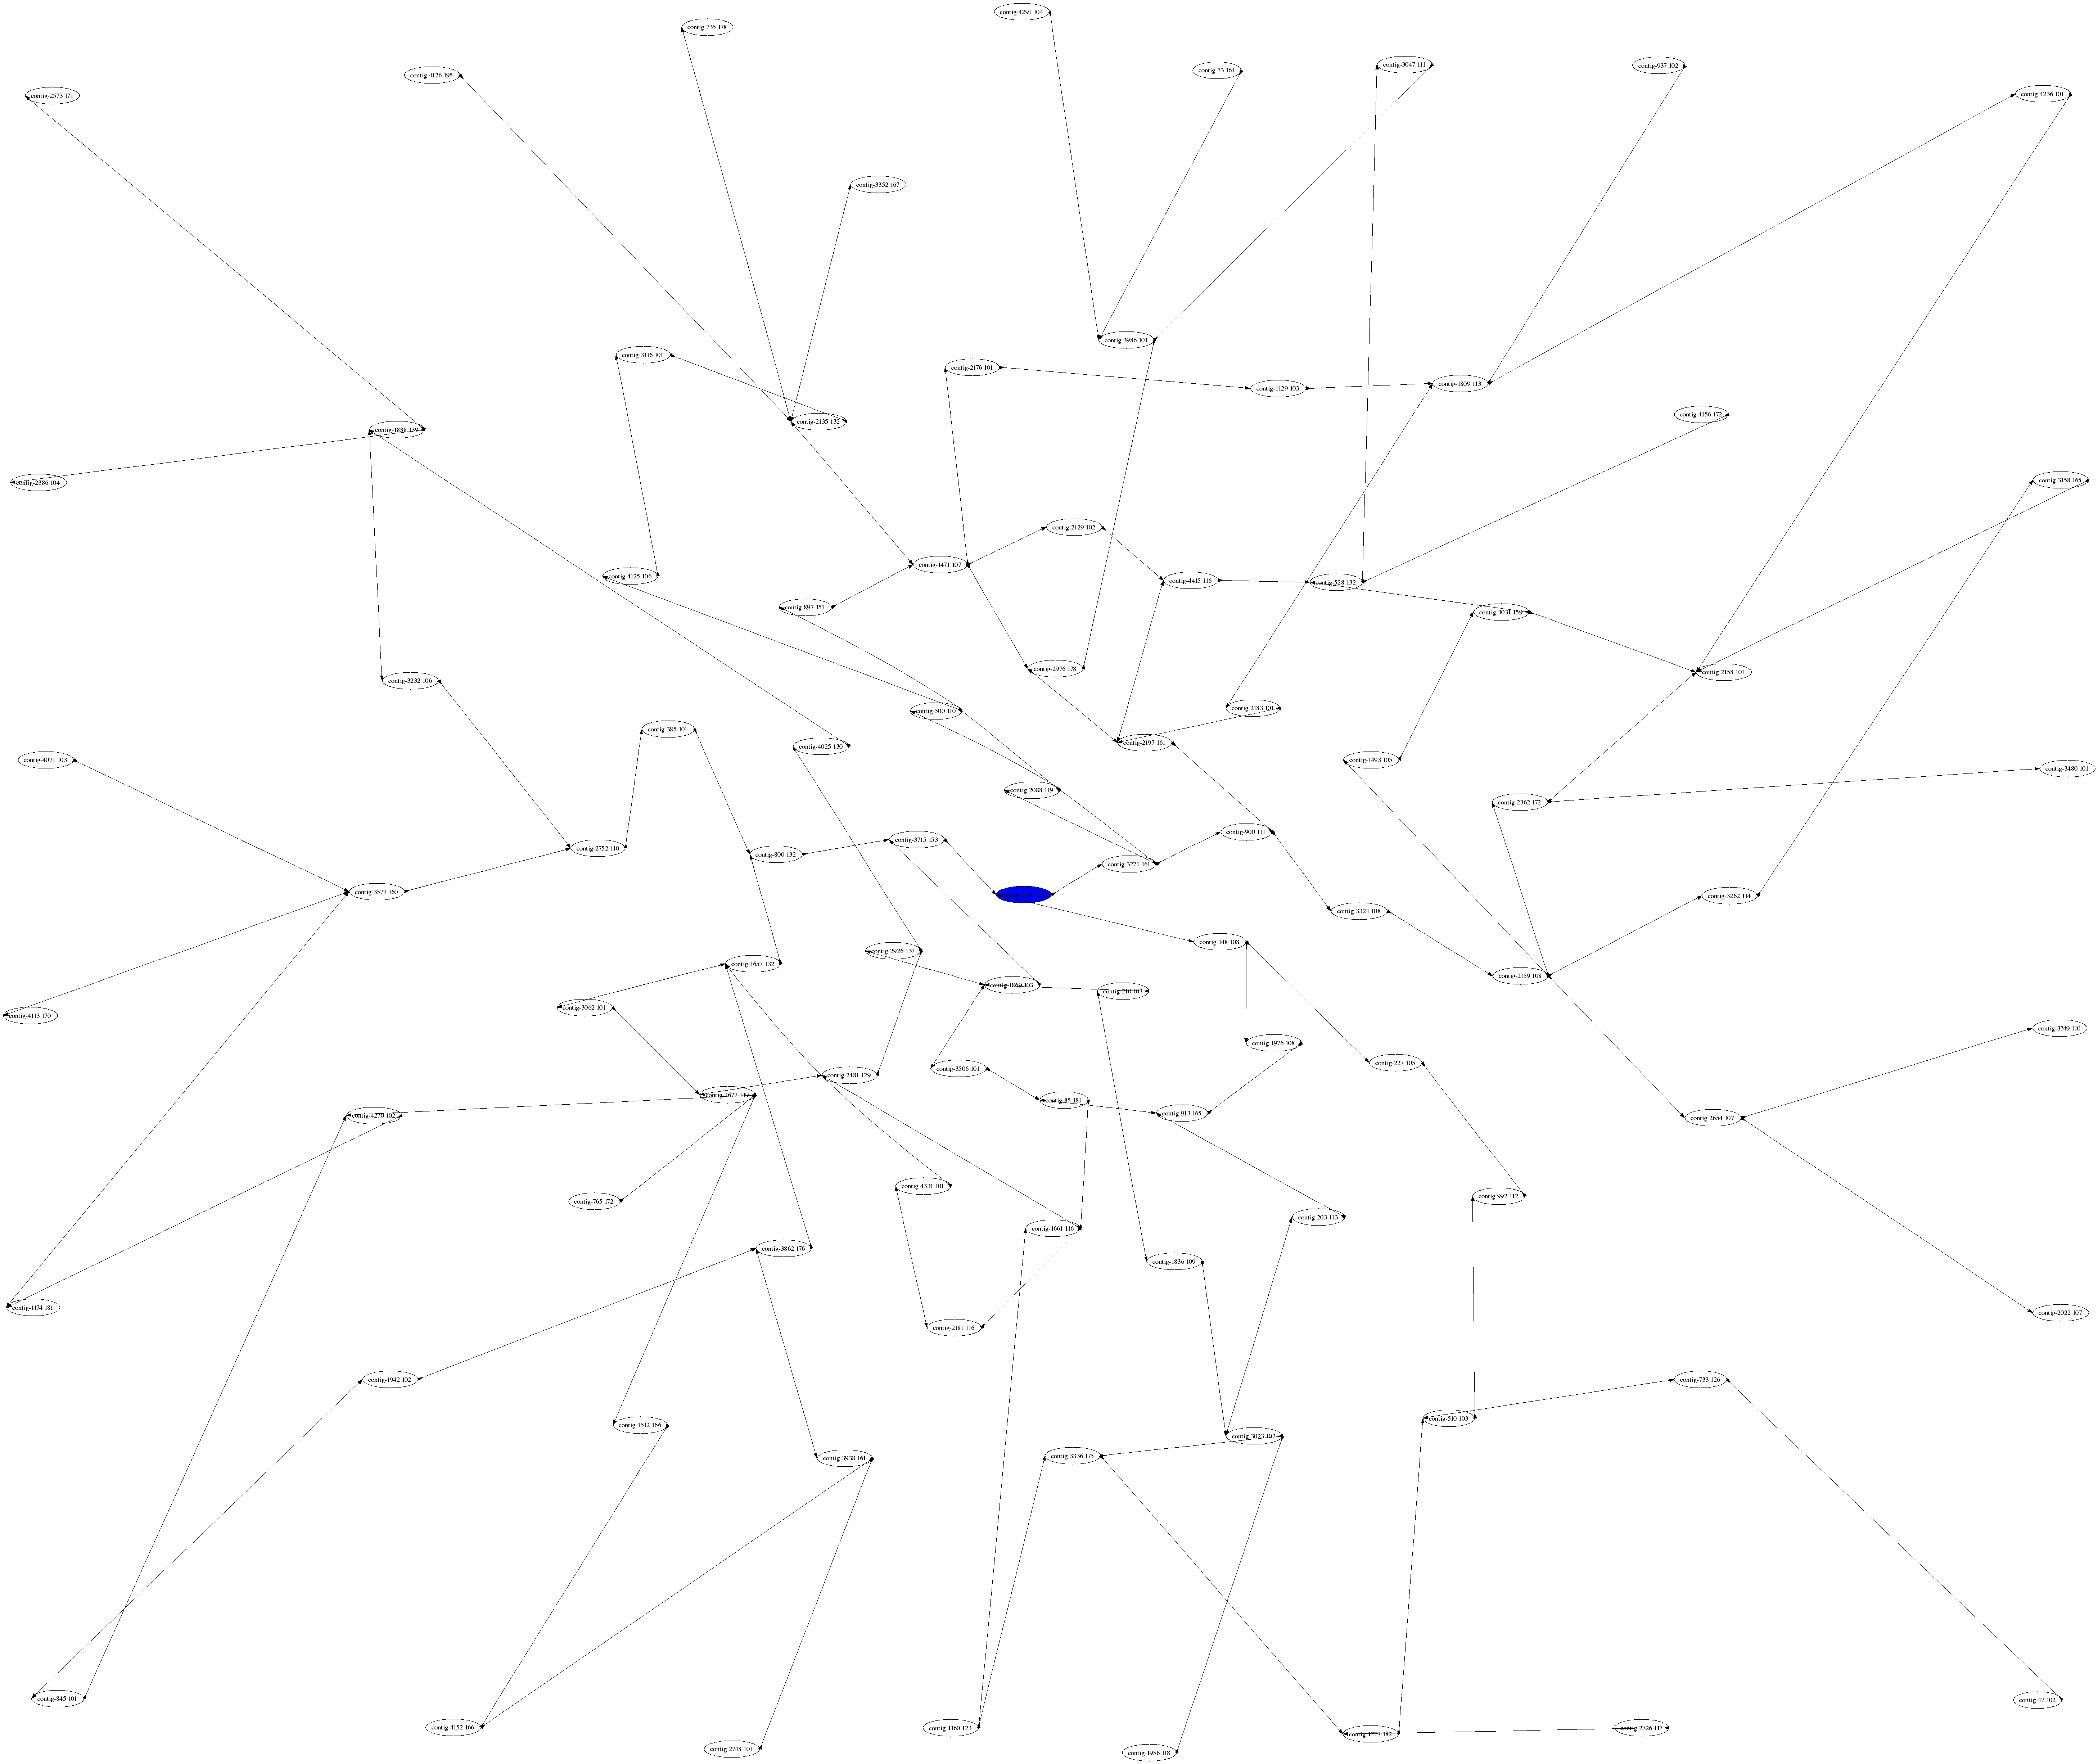 contig-4291 104
contig-735 178
contig-3047 111
contig-937 102
contig-73 164
contig-4126 195
contig-4236 101
contig-2573 171
contig-3352 167
contig-3986 101
contig-3116 101
contig-2176 101
contig-1809 113
contig-1129 103
contig-4156 172
contig-2135 132
contig-1838 139
contig-3158 165
contig-2386 104
contig-2129 102
contig-1471 107
contig-4125 106
contig-4415 116
contig-528 132
contig-897 151
contig-3031 159
contig-2976 178
contig-2158 101
contig-3232 106
contig-2183 101
contig-500 110
contig-385 101
contig-2197 161
contig-4025 130
contig-4071 103
contig-1493 105
contig-3480 101
contig-2088 119
contig-2362 172
contig-900 111
contig-3715 153
contig-2752 110
contig-800 132
contig-3271 161
contig-3577 160
contig-3262 114
contig-3324 108
contig-148 108
contig-2926 137
contig-1657 132
contig-2159 108
contig-1869 103
contig-210 103
contig-3062 101
contig-4113 170
contig-3749 110
contig-1976 108
contig-227 105
contig-3506 101
contig-2481 129
contig-2677 149
contig-85 181
contig-913 165
contig-4270 102
contig-2654 107
contig-4331 101
contig-992 112
contig-765 172
contig-203 113
contig-1661 116
contig-3862 176
contig-1836 109
contig-1174 181
contig-2022 107
contig-2181 116
contig-1942 102
contig-733 126
contig-510 103
contig-1512 166
contig-3023 102
contig-3336 175
contig-3938 161
contig-845 101
contig-47 102
contig-4152 166
contig-1160 123
contig-2726 117
contig-1277 182
contig-2748 101
contig-1956 118